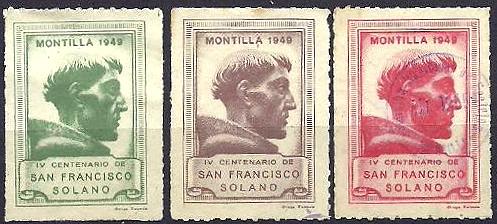 MONTILLA 1949
IV CENTENARIO DE
SAN FRANCISCO
SOLANO
MONTILLA 1949
IV CENTENARIO DE
SAN FRANCISCO
SOLANO
MONTILLA 1949
IV CENTENARIO DE
SAN FRANCISCO
SOLANO